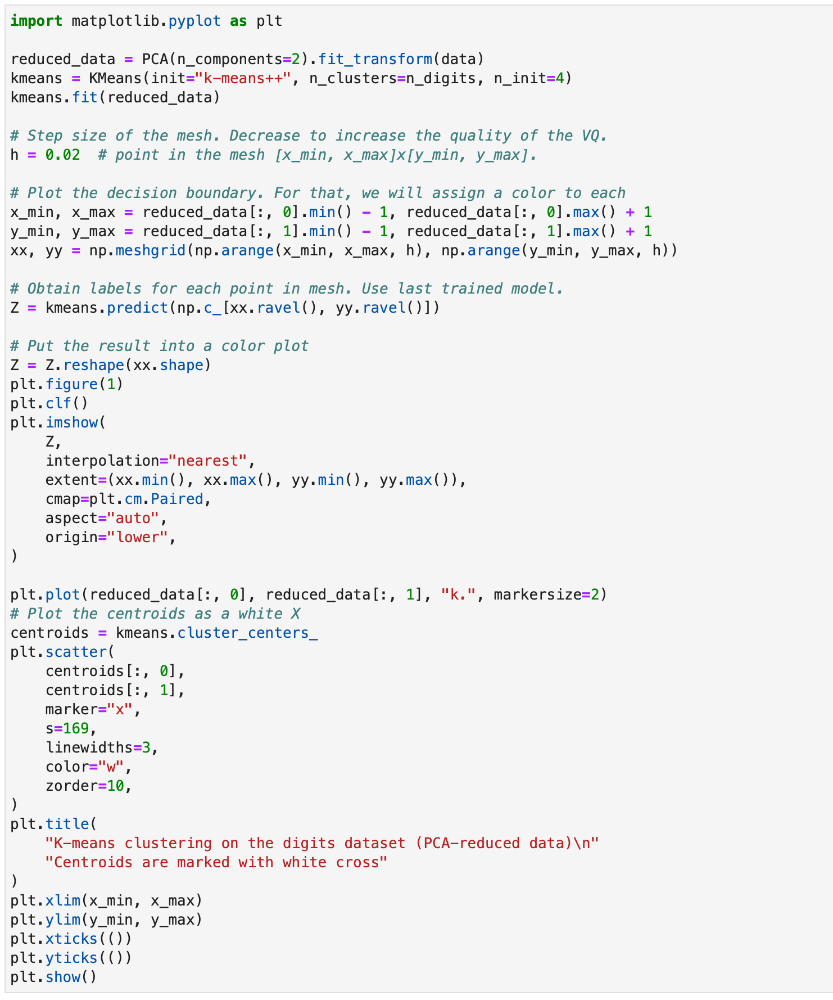 import matplotlib.pyplot as plt

reduced_data = PCA(n_components=2).fit_transform(data)
kmeans = KMeans(init="k-means++", n_clusters=n_digits, n_init=4)
kmeans.fit(reduced_data)

# Step size of the mesh. Decrease to increase the quality of the VQ.
h = 0.02  # point in the mesh [x_min, x_max]x[y_min, y_max].

# Plot the decision boundary. For that, we will assign a color to each
x_min, x_max = reduced_data[:, 0].min() - 1, reduced_data[:, 0].max() + 1
y_min, y_max = reduced_data[:, 1].min() - 1, reduced_data[:, 1].max() + 1
xx, yy = np.meshgrid(np.arange(x_min, x_max, h), np.arange(y_min, y_max, h))

# Obtain labels for each point in mesh. Use last trained model.
Z = kmeans.predict(np.c_[xx.ravel(), yy.ravel()])

# Put the result into a color plot
Z = Z.reshape(xx.shape)
plt.figure(1)
plt.clf()
plt.imshow(
    Z,
    interpolation="nearest",
    extent=(xx.min(), xx.max(), yy.min(), yy.max()),
    cmap=plt.cm.Paired,
    aspect="auto",
    origin="lower",
)

plt.plot(reduced_data[:, 0], reduced_data[:, 1], "k.", markersize=2)
# Plot the centroids as a white X
centroids = kmeans.cluster_centers_
plt.scatter(
    centroids[:, 0],
    centroids[:, 1],
    marker="x",
    s=169,
    linewidths=3,
    color="w",
    zorder=10,
)
plt.title(
    "K-means clustering on the digits dataset (PCA-reduced data)\n"
    "Centroids are marked with white cross"
)
plt.xlim(x_min, x_max)
plt.ylim(y_min, y_max)
plt.xticks(())
plt.yticks(())
plt.show()